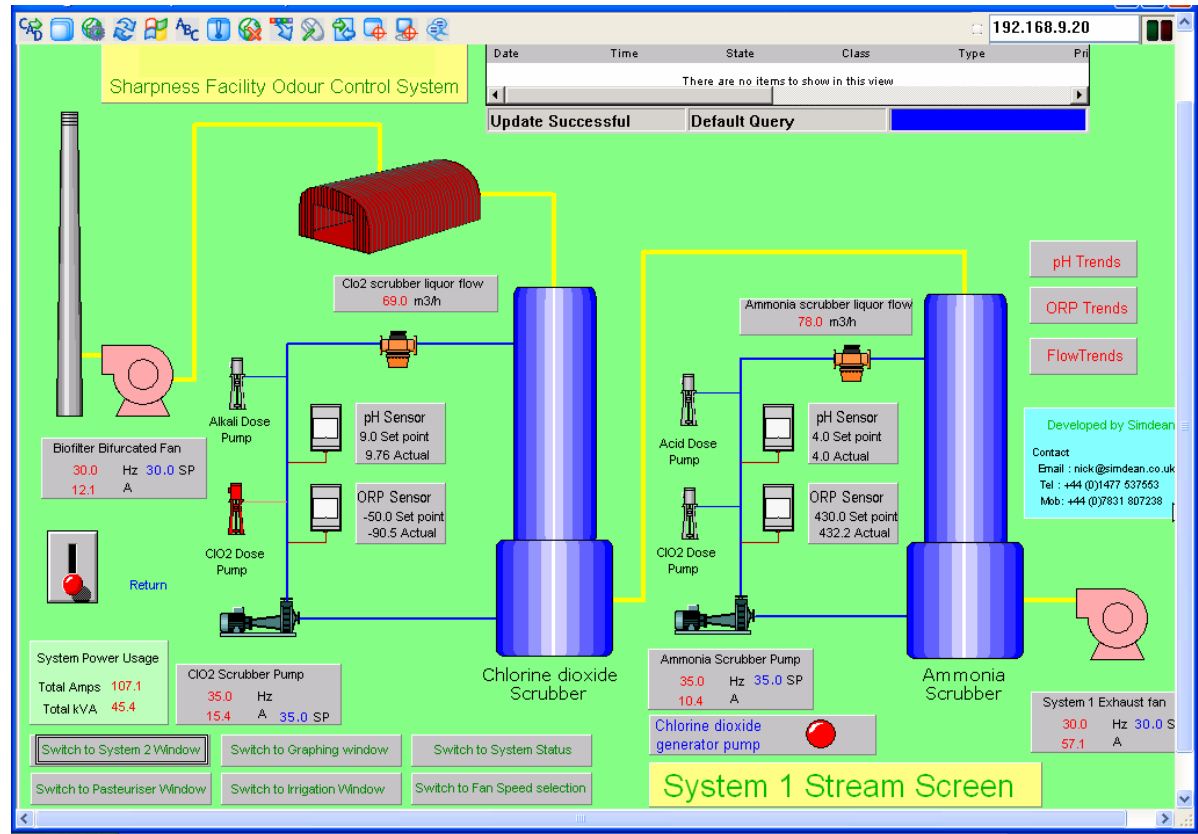 192.168.9.20
Date Time State Class Type Pri
There are no items to show in this view
Update Successful Default Query
Sharpness Facility Odour Control System
Clo2 scrubber liquor flow
69.0 m3/h
Ammonia scrubber liquor flow
78.0 m3/h
pH Trends
ORP Trends
FlowTrends
Alkali Dose
Pump
pH Sensor
9.0 Set point
9.76 Actual
Acid Dose
Pump
pH Sensor
4.0 Set point
4.0 Actual
Developed by Simdean
Contact
Email : nick@simdean.co.uk
Tel : +44 (0)1477 537553
Mob: +44 (0)7831 807238
Biofilter Bifurcated Fan
30.0 Hz 30.0 SP
12.1 A
ClO2 Dose
Pump
ORP Sensor
-50.0 Set point
-90.5 Actual
ClO2 Dose
Pump
ORP Sensor
430.0 Set point
432.2 Actual
Return
System Power Usage
Total Amps 107.1
Total kVA 45.4
ClO2 Scrubber Pump
35.0 Hz
15.4 A 35.0 SP
Chlorine dioxide
Scrubber
Ammonia Scrubber Pump
35.0 Hz 35.0 SP
10.4 A
Ammonia
Scrubber
System 1 Exhaust fan
30.0 Hz 30.0 S
57.1 A
Chlorine dioxide
generator pump
Switch to System 2 Window
Switch to Graphing window
Switch to System Status
Switch to Pasteuriser Window
Switch to Irrigation Window
Switch to Fan Speed selection
System 1 Stream Screen